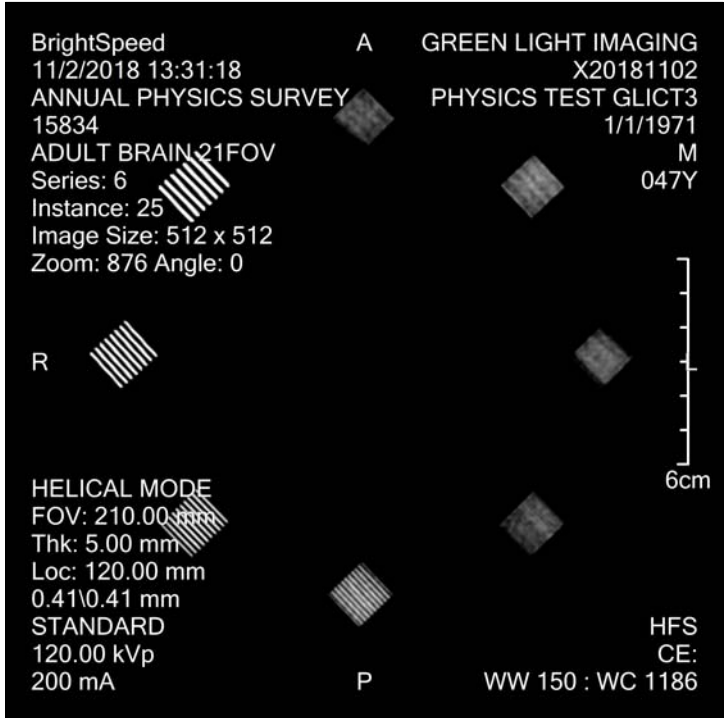 BrightSpeed
11/2/2018 13:31:18
ANNUAL PHYSICS SURVEY
15834
ADULT BRAIN 21FOV
Series: 6
Instance: 25
Image Size: 512 x 512
Zoom: 876 Angle: 0
A
GREEN LIGHT IMAGING
X20181102
PHYSICS TEST GLICT3
1/1/1971
M
047Y
R
6cm
HELICAL MODE
FOV: 210.00 mm
Thk: 5.00 mm
Loc: 120.00 mm
0.41\0.41 mm
STANDARD
120.00 kVp
200 mA
P
HFS
CE:
WW 150 : WC 1186